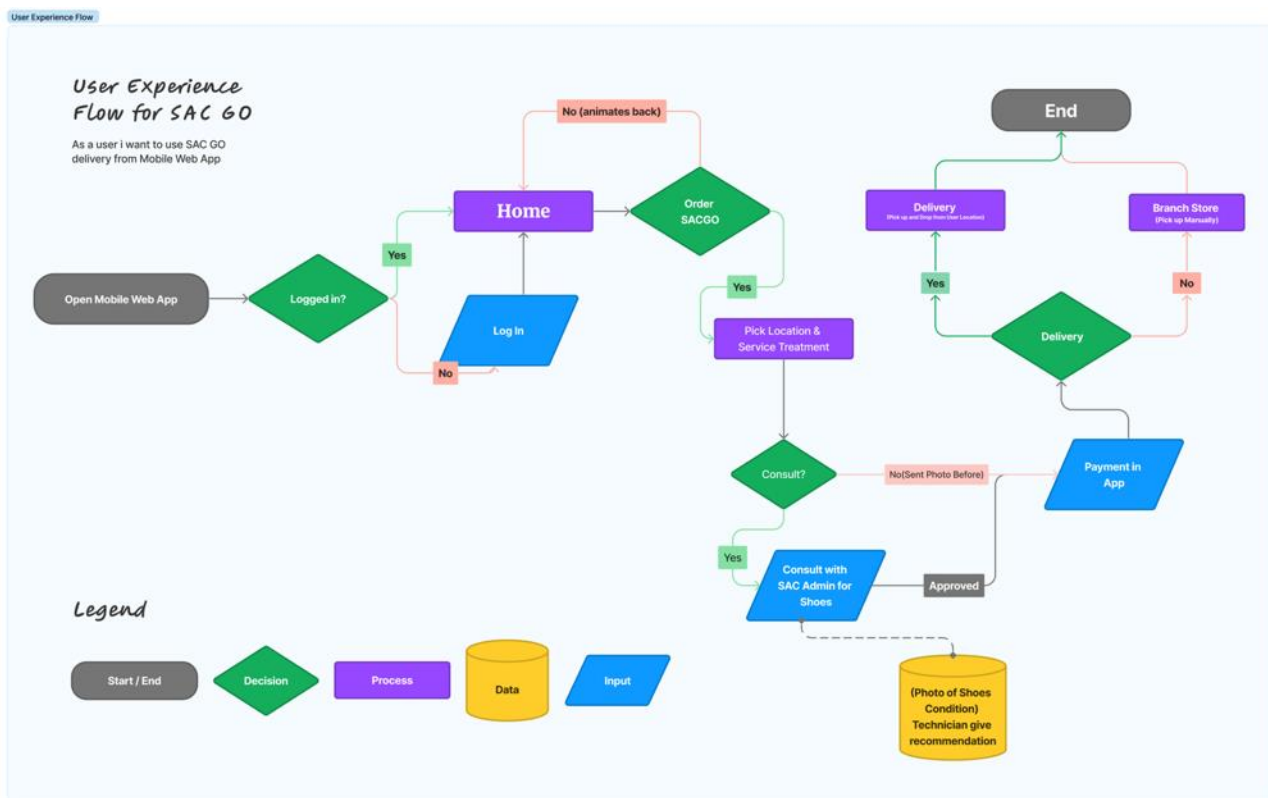 User Experience Flow
User Experience
Flow for SAC GO
As a user i want to use SAC GO
delivery from Mobile Web App
No (animates back)
End
Home
Order
SACGO
Delivery
(Pick up and Drop from User Location)
Branch Store
(Pick up Manually)
Yes
Open Mobile Web App
Logged in?
Log In
No
Yes
Pick Location &
Service Treatment
Yes
No
Delivery
Consult?
No(Sent Photo Before)
Payment in
App
Yes
Consult with
SAC Admin for
Shoes
Approved
Legend
Start / End
Decision
Process
Data
Input
(Photo of Shoes
Condition)
Technician give
recommendation